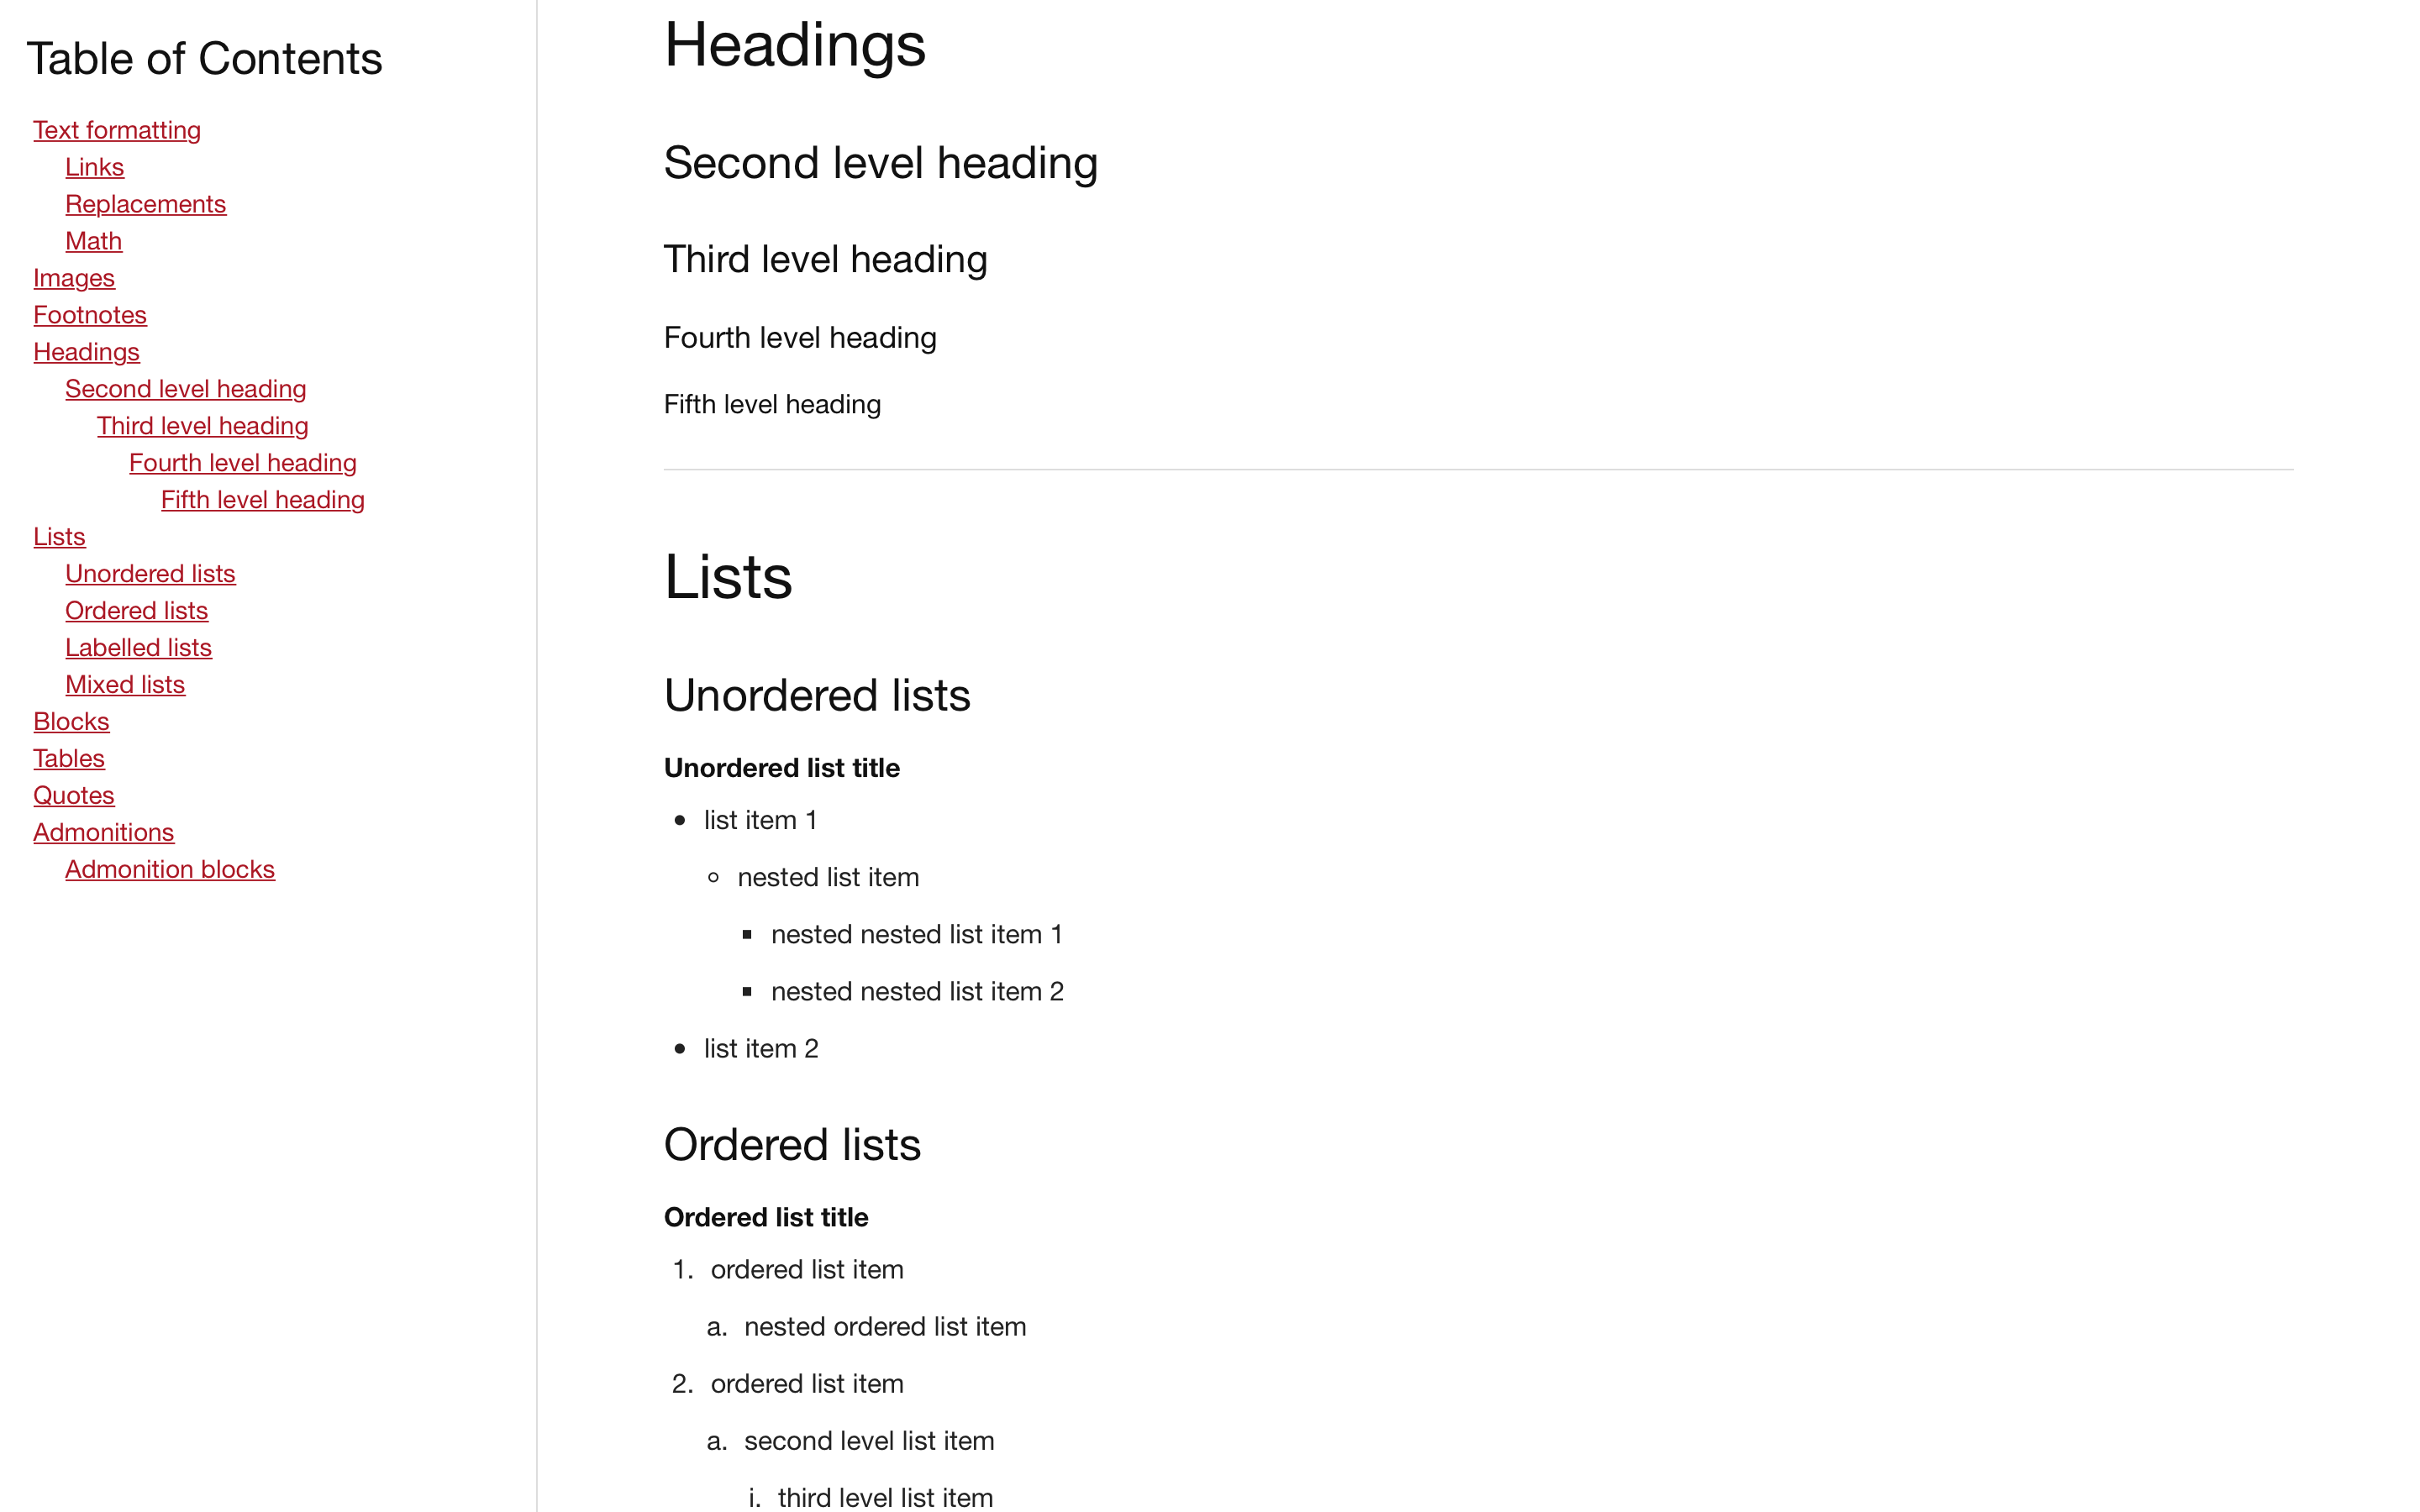 Table of Contents
Text formatting
Links
Replacements
Math
Images
Footnotes
Headings
Second level heading
Third level heading
Fourth level heading
Fifth level heading
Lists
Unordered lists
Ordered lists
Labelled lists
Mixed lists
Blocks
Tables
Quotes
Admonitions
Admonition blocks
Headings
Second level heading
Third level heading
Fourth level heading
Fifth level heading
Lists
Unordered lists
Unordered list title
• list item 1
◦ nested list item
▪ nested nested list item 1
▪ nested nested list item 2
• list item 2
Ordered lists
Ordered list title
1. ordered list item
a. nested ordered list item
2. ordered list item
a. second level list item
i. third level list item